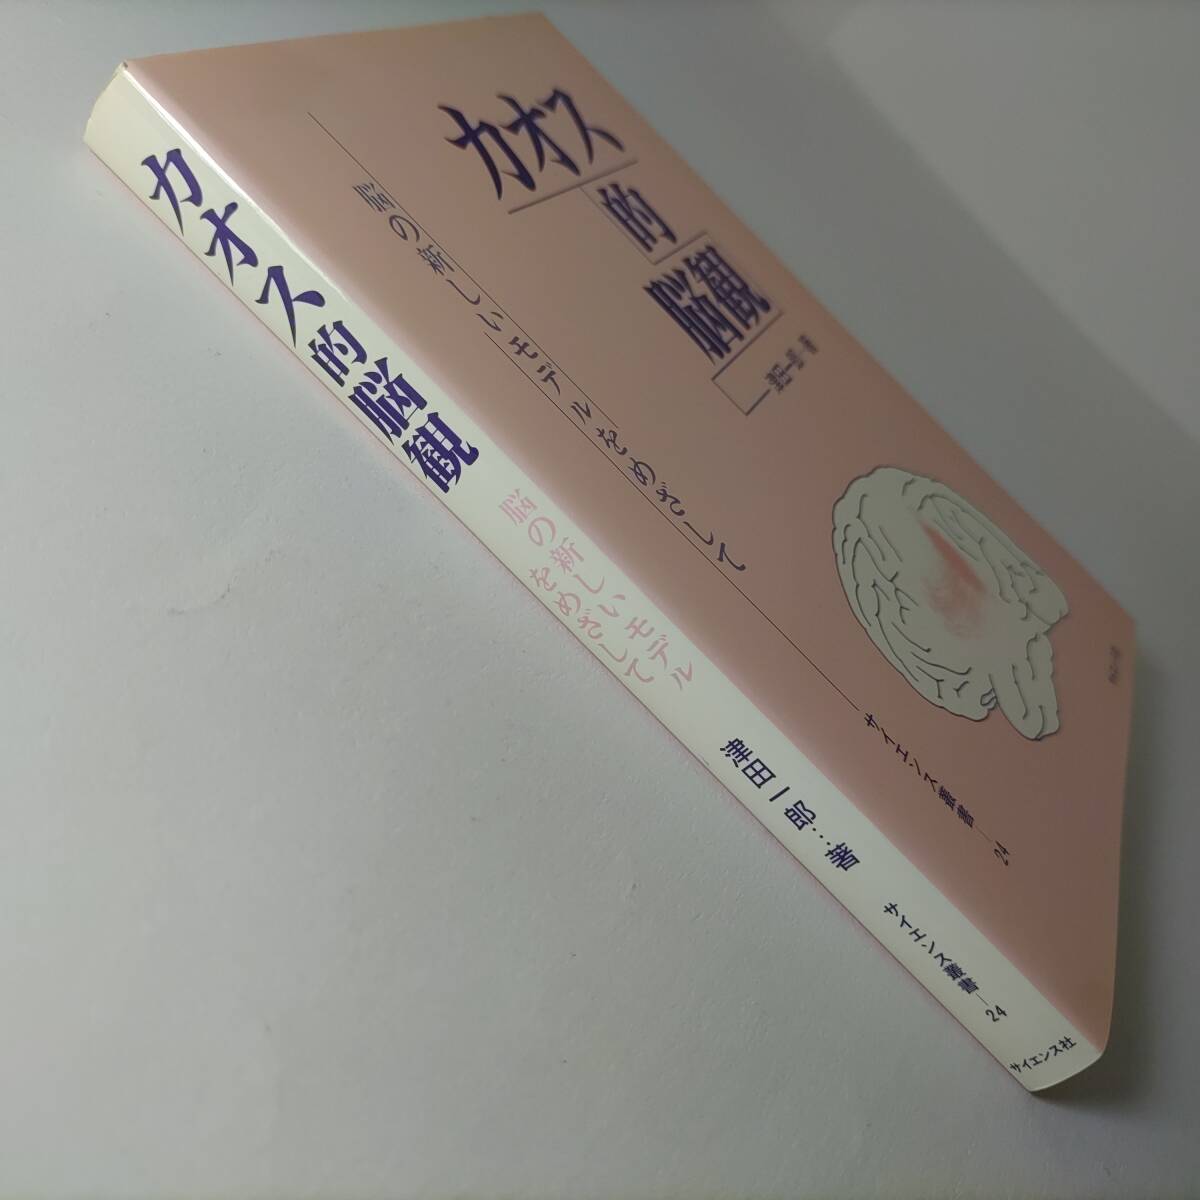 カオス
的
脳観
津田一郎・著
脳の新しいモデルをめざして
サイエンス叢書―24
カオス的脳観
脳の新しいモデル
をめざして
津田一郎…著
サイエンス叢書―24
サイエンス社